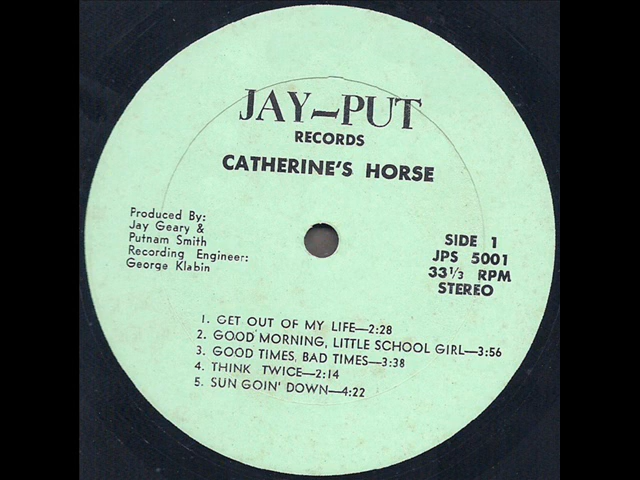 JAY–PUT
RECORDS
CATHERINE'S HORSE
Produced By:
Jay Geary &
Putnam Smith
Recording Engineer:
George Klabin
SIDE 1
JPS 5001
33⅓ RPM
STEREO
1. GET OUT OF MY LIFE—2:28
2. GOOD MORNING, LITTLE SCHOOL GIRL—3:56
3. GOOD TIMES, BAD TIMES—3:38
4. THINK TWICE—2:14
5. SUN GOIN' DOWN—4:22